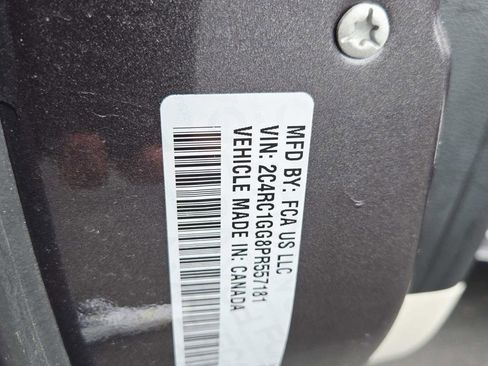 MFD BY: FCA US LLC
VIN: 2C4RC1GG8PR557181
VEHICLE MADE IN: CANADA